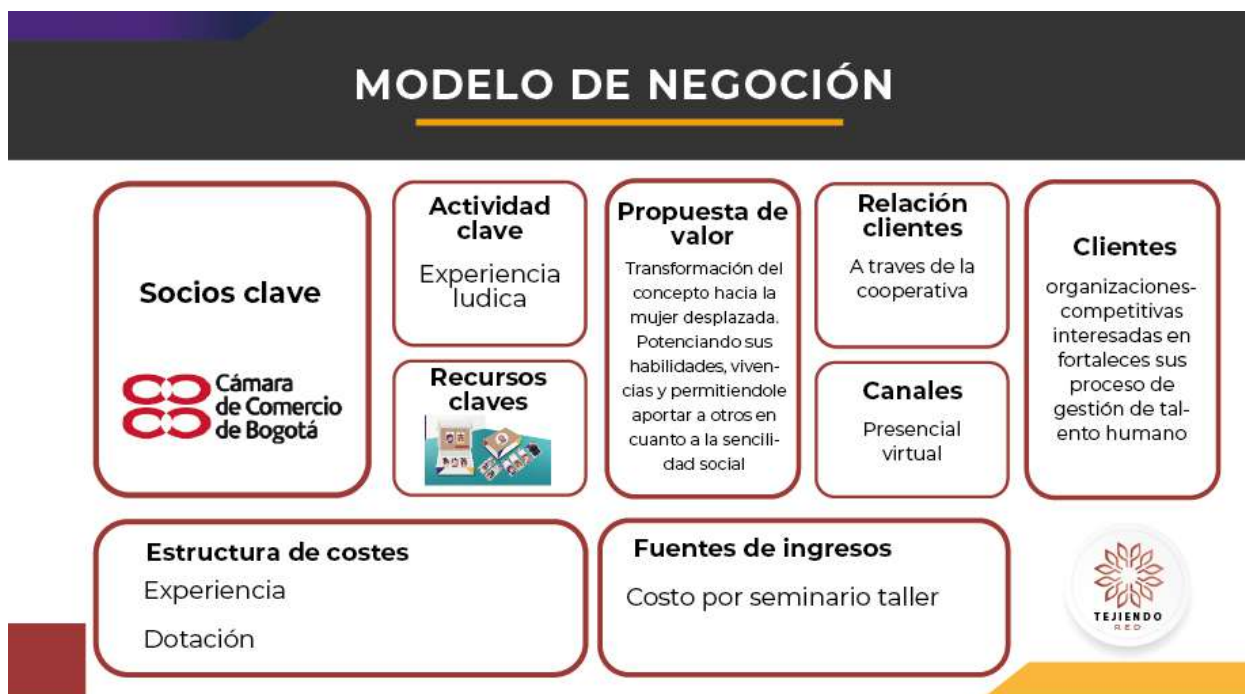 MODELO DE NEGOCIÓN
Socios clave
Cámara
de Comercio
de Bogotá
Actividad
clave
Experiencia
ludica
Recursos
claves
Propuesta de
valor
Transformación del
concepto hacia la
mujer desplazada.
Potenciando sus
habilidades, viven-
cias y permitiendole
aportar a otros en
cuanto a la sencili-
dad social
Relación
clientes
A traves de la
cooperativa
Canales
Presencial
virtual
Clientes
organizaciones-
competitivas
interesadas en
fortaleces sus
proceso de
gestión de tal-
ento humano
Estructura de costes
Experiencia
Dotación
Fuentes de ingresos
Costo por seminario taller
TEJIENDO
RED